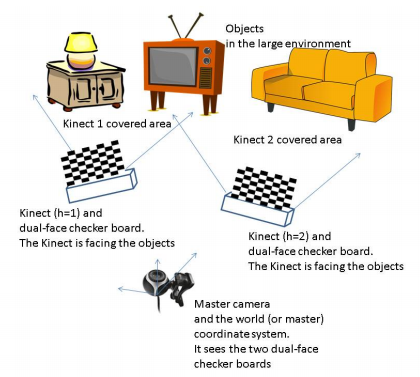 Objects
in the large environment
Kinect 1 covered area
Kinect 2 covered area
Kinect (h=1) and
dual-face checker board.
The Kinect is facing the objects
Kinect (h=2) and
dual-face checker board.
The Kinect is facing the objects
Master camera
and the world (or master)
coordinate system.
It sees the two dual-face
checker boards